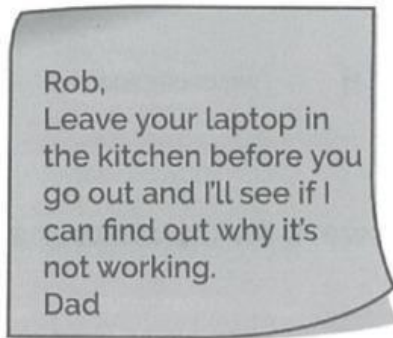 Rob,
Leave your laptop in
the kitchen before you
go out and I'll see if I
can find out why it's
not working.
Dad